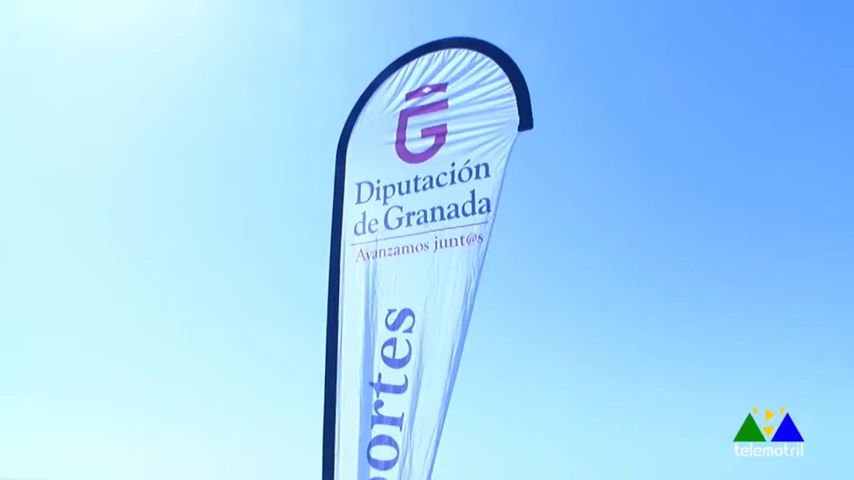 Diputación
de Granada
Avanzamos junt@s
portes
telemotril